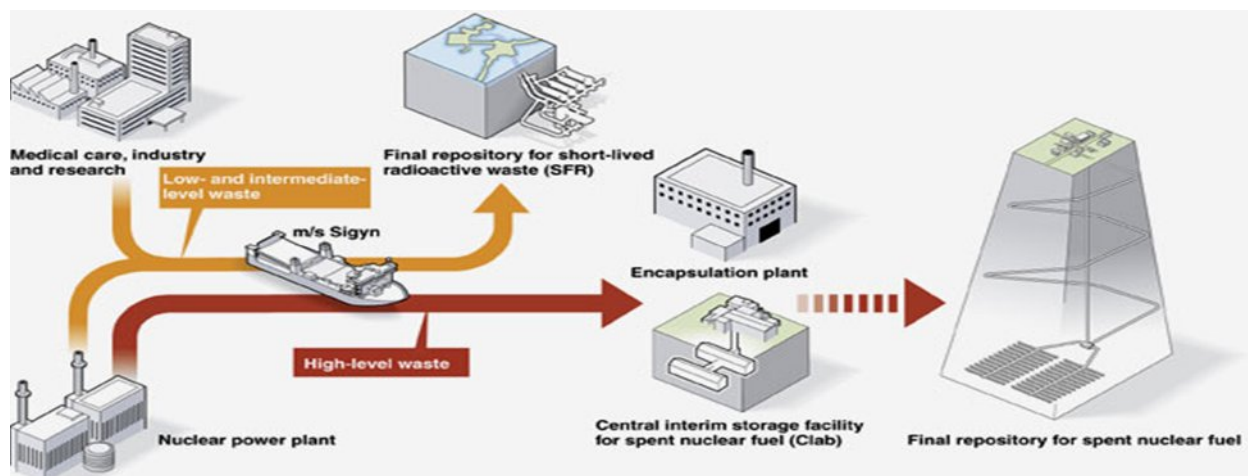 Medical care, industry
and research
Low- and intermediate-
level waste
Final repository for short-lived
radioactive waste (SFR)
m/s Sigyn
Encapsulation plant
High-level waste
Nuclear power plant
Central interim storage facility
for spent nuclear fuel (Clab)
Final repository for spent nuclear fuel